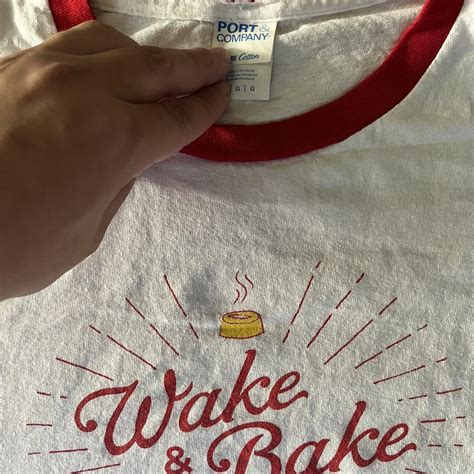 PORT &
COMPANY
Cotton
G G
Wake
& Bake